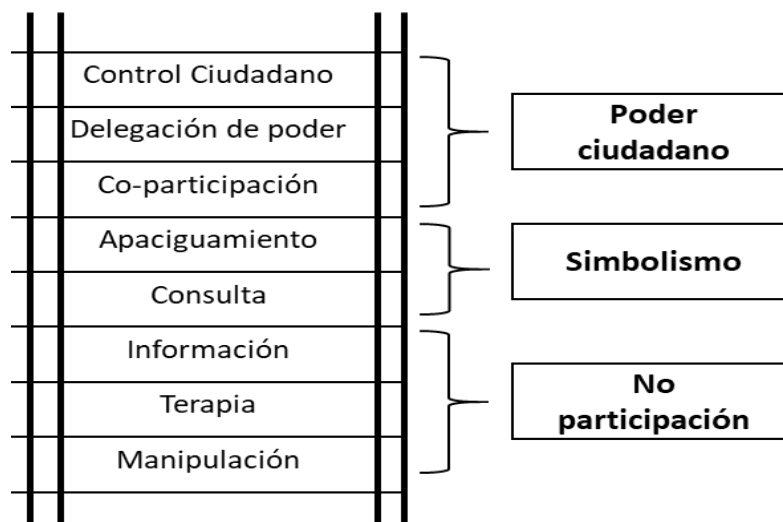 Control Ciudadano
Delegación de poder
Co-participación
Apaciguamiento
Consulta
Información
Terapia
Manipulación
Poder
ciudadano
Simbolismo
No
participación